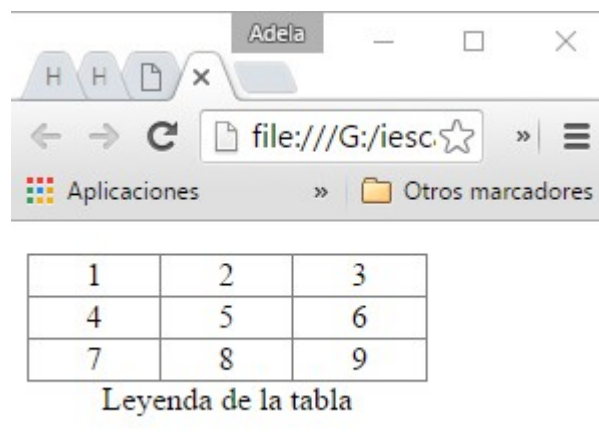 Adela
H H
file:///G:/iesc
Aplicaciones » Otros marcadores
1 2 3
4 5 6
7 8 9
Leyenda de la tabla